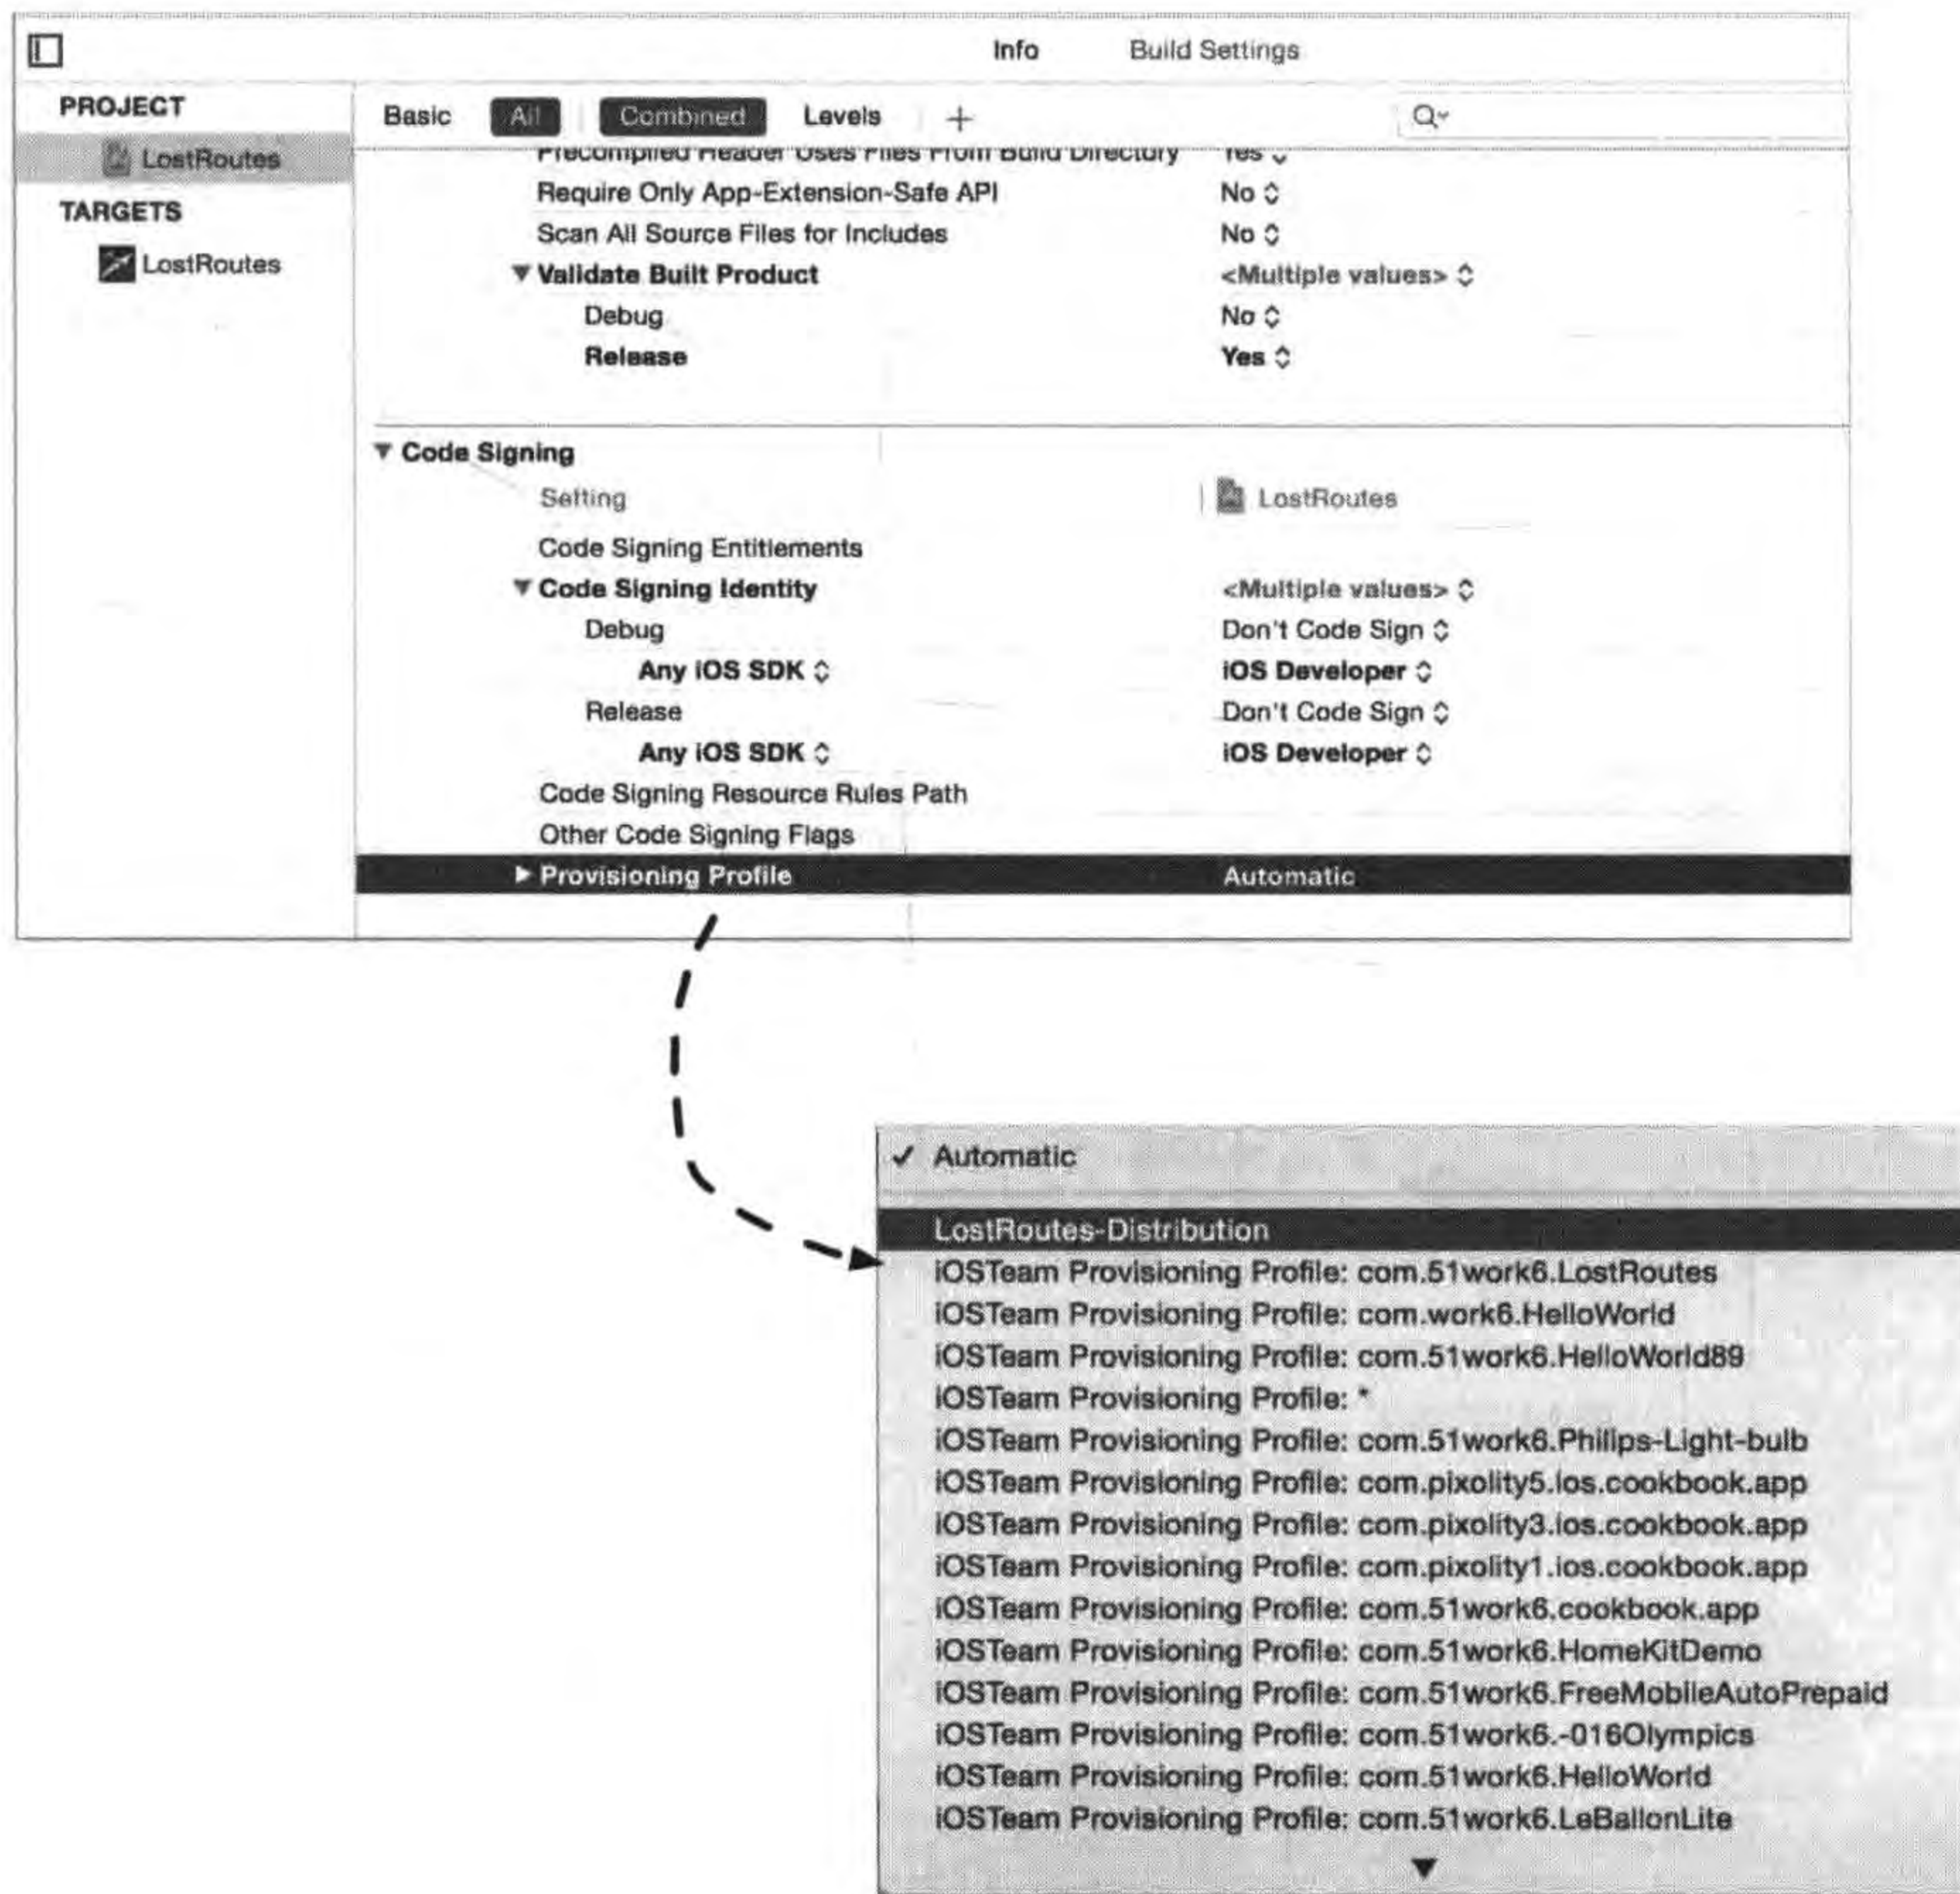 Info Build Settings
PROJECT
Basic All Combined Levels +
LostRoutes
Precompiled Header Uses Files From Build Directory Yes
Require Only App-Extension-Safe API No
TARGETS
Scan All Source Files for Includes No
LostRoutes
Validate Built Product <Multiple values>
Debug No
Release Yes
Code Signing
Setting LostRoutes
Code Signing Entitlements
Code Signing Identity <Multiple values>
Debug Don't Code Sign
Any iOS SDK iOS Developer
Release Don't Code Sign
Any iOS SDK iOS Developer
Code Signing Resource Rules Path
Other Code Signing Flags
Provisioning Profile Automatic
✓ Automatic
LostRoutes-Distribution
iOSTeam Provisioning Profile: com.51work6.LostRoutes
iOSTeam Provisioning Profile: com.work6.HelloWorld
iOSTeam Provisioning Profile: com.51work6.HelloWorld89
iOSTeam Provisioning Profile: *
iOSTeam Provisioning Profile: com.51work6.Philips-Light-bulb
iOSTeam Provisioning Profile: com.pixolity5.ios.cookbook.app
iOSTeam Provisioning Profile: com.pixolity3.ios.cookbook.app
iOSTeam Provisioning Profile: com.pixolity1.ios.cookbook.app
iOSTeam Provisioning Profile: com.51work6.cookbook.app
iOSTeam Provisioning Profile: com.51work6.HomeKitDemo
iOSTeam Provisioning Profile: com.51work6.FreeMobileAutoPrepaid
iOSTeam Provisioning Profile: com.51work6.-016Olympics
iOSTeam Provisioning Profile: com.51work6.HelloWorld
iOSTeam Provisioning Profile: com.51work6.LeBallonLite